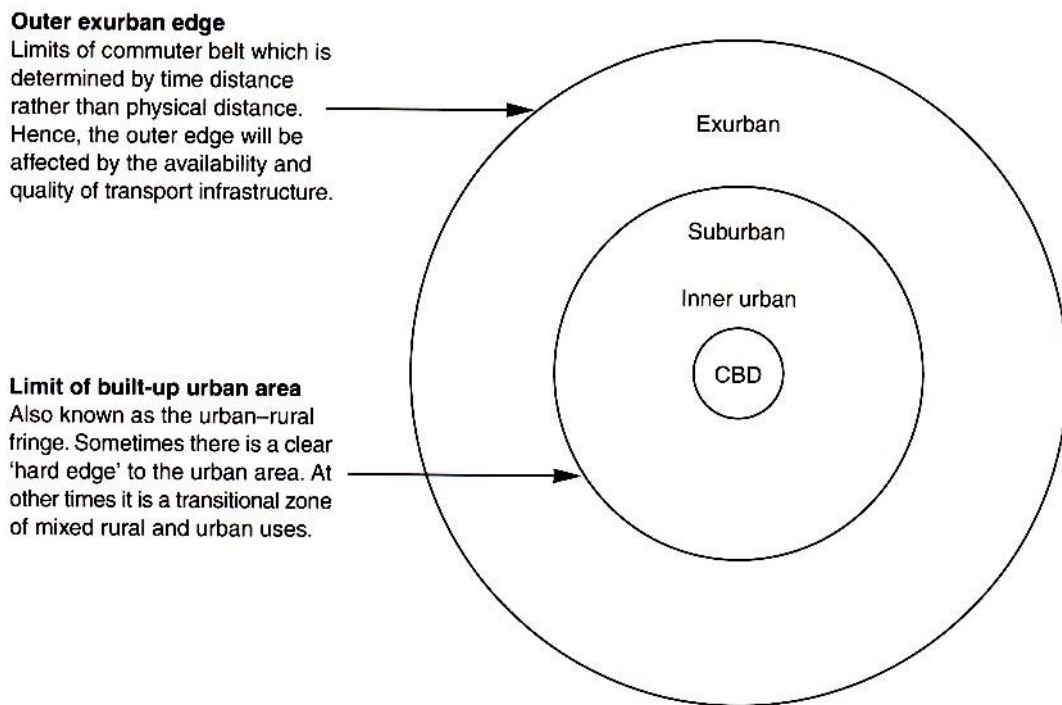 Outer exurban edge
Limits of commuter belt which is
determined by time distance
rather than physical distance.
Hence, the outer edge will be
affected by the availability and
quality of transport infrastructure.
Exurban
Suburban
Inner urban
CBD
Limit of built-up urban area
Also known as the urban–rural
fringe. Sometimes there is a clear
‘hard edge’ to the urban area. At
other times it is a transitional zone
of mixed rural and urban uses.